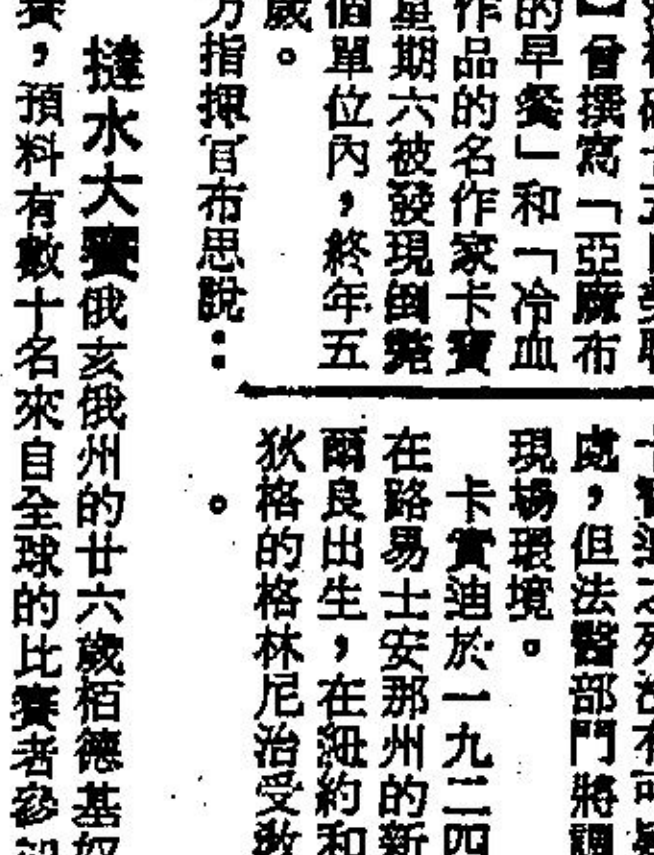 】曾撰寫「亞廠布
的早餐」和「冷血
作品的名作家卡賓
星期六被發現倒斃
個單位內，終年五
歲。
方指揮官布思說：
處，但法醫部門將調
現場環境。
卡賓迪於一九二四
在路易士安那州的新
爾良出生，在紐約和
狄格的格林尼治受教
。
撻水大賽俄亥俄州的廿六歲栢德基奴
賽，預料有數十名來自全球的比賽者參加